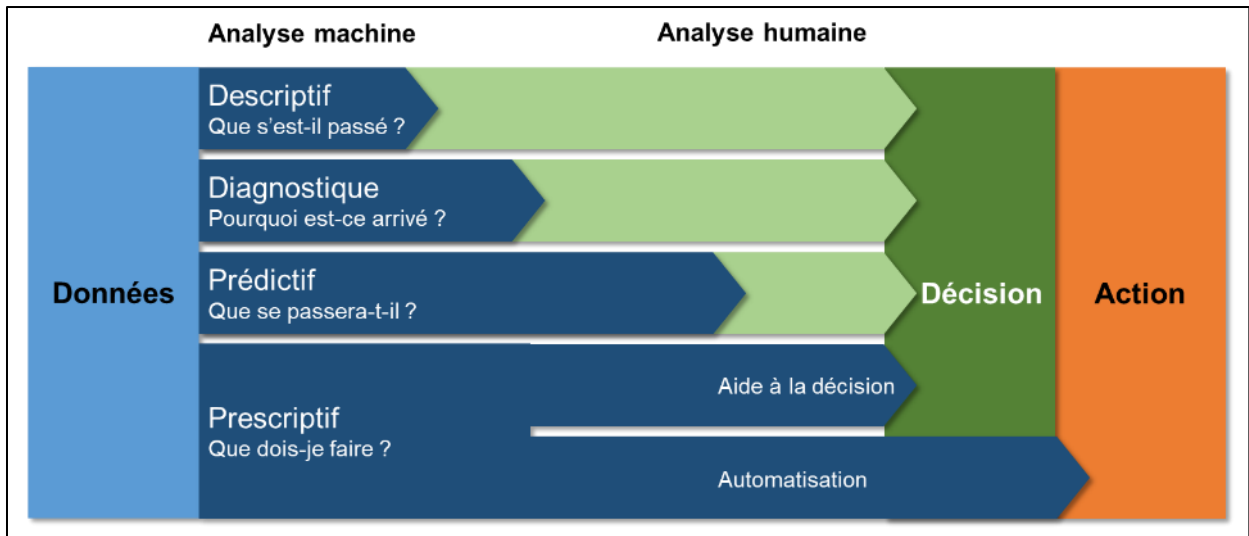 Analyse machine
Analyse humaine
Données
Descriptif
Que s’est-il passé ?
Diagnostique
Pourquoi est-ce arrivé ?
Prédictif
Que se passera-t-il ?
Prescriptif
Que dois-je faire ?
Aide à la décision
Automatisation
Décision
Action